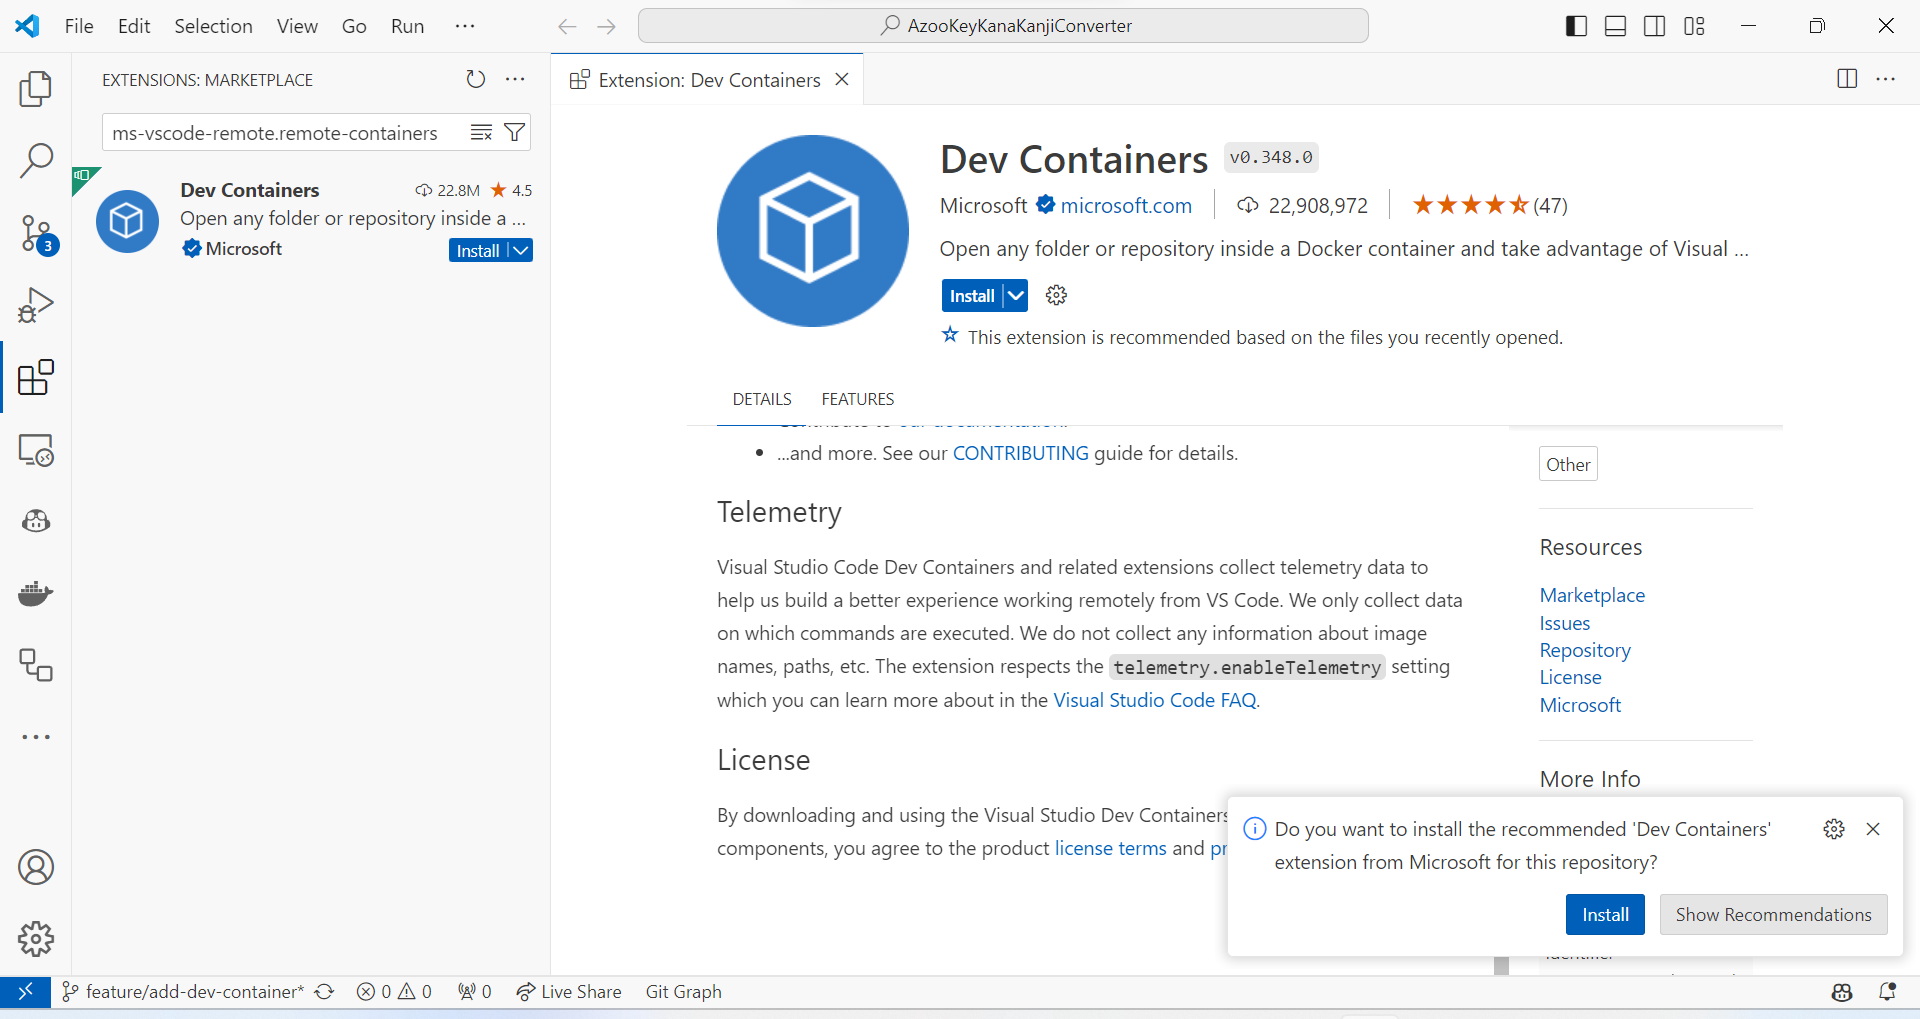 File Edit Selection View Go Run ···
AzooKeyKanaKanjiConverter
EXTENSIONS: MARKETPLACE
ms-vscode-remote.remote-containers
Dev Containers 22.8M ★ 4.5
Open any folder or repository inside a ...
Microsoft
Install
3
Extension: Dev Containers
Dev Containers v0.348.0
Microsoft microsoft.com 22,908,972 (47)
Open any folder or repository inside a Docker container and take advantage of Visual ...
Install
This extension is recommended based on the files you recently opened.
DETAILS FEATURES
Contribute to our documentation.
• ...and more. See our CONTRIBUTING guide for details.
Telemetry
Visual Studio Code Dev Containers and related extensions collect telemetry data to
help us build a better experience working remotely from VS Code. We only collect data
on which commands are executed. We do not collect any information about image
names, paths, etc. The extension respects the telemetry.enableTelemetry setting
which you can learn more about in the Visual Studio Code FAQ.
License
By downloading and using the Visual Studio Dev Containers
components, you agree to the product license terms and pr
Other
Resources
Marketplace
Issues
Repository
License
Microsoft
More Info
Do you want to install the recommended 'Dev Containers'
extension from Microsoft for this repository?
Install Show Recommendations
Identifier
feature/add-dev-container* 0 0 0 Live Share Git Graph